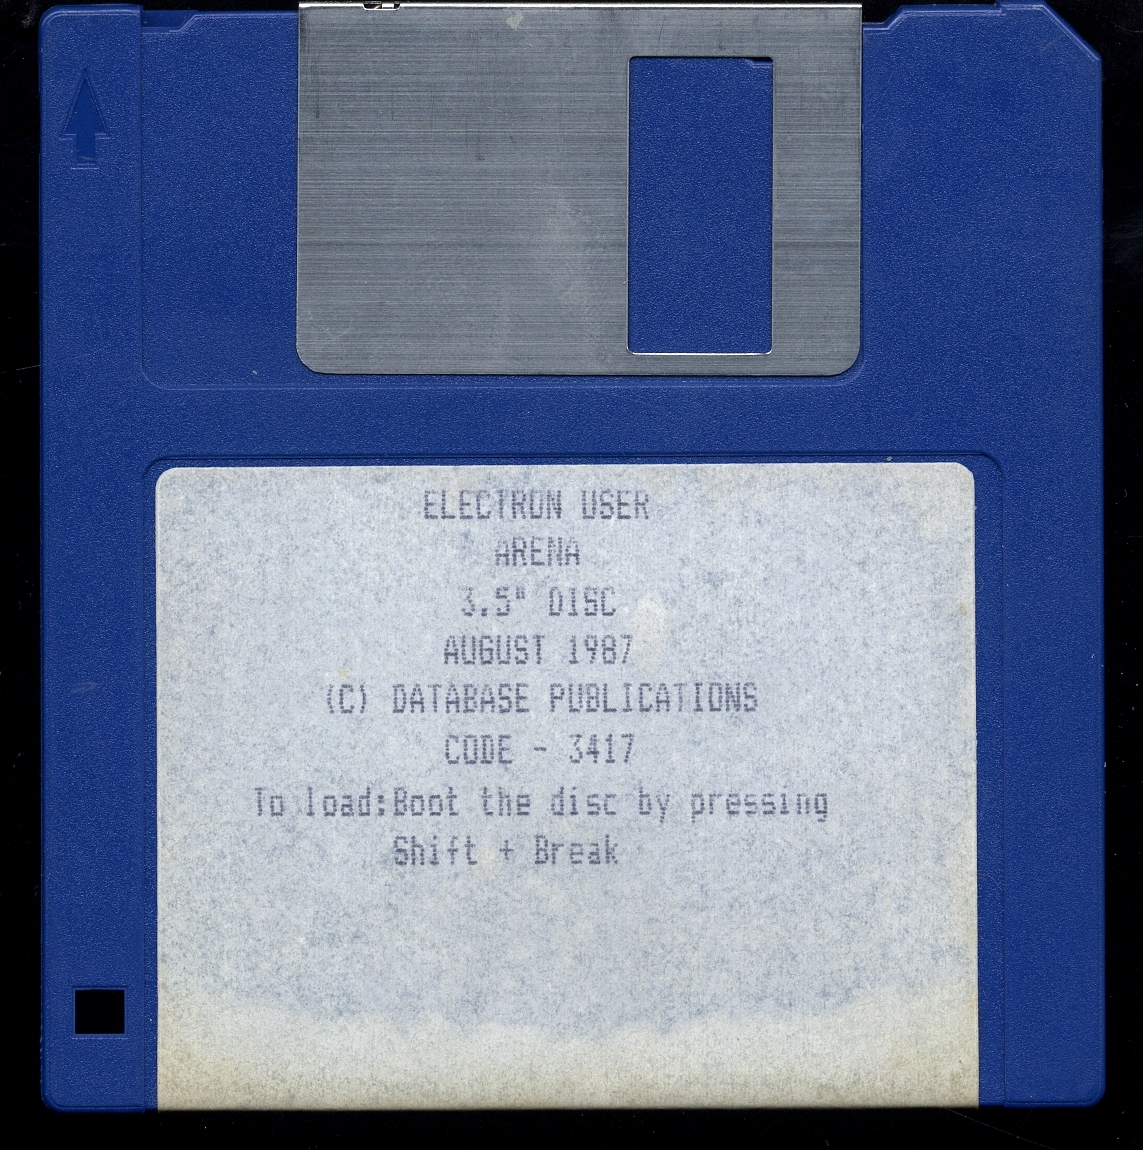 ELECTRON USER
ARENA
3.5" DISC
AUGUST 1987
(C) DATABASE PUBLICATIONS
CODE - 3417
To load:Boot the disc by pressing
Shift + Break